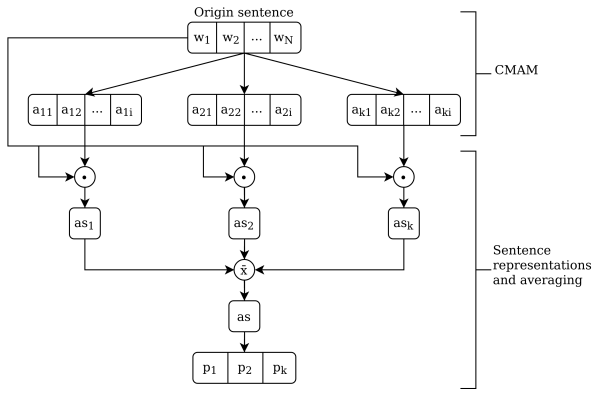 Origin sentence
w1 w2 ... wN
CMAM
a11 a12 ... a1i
a21 a22 ... a2i
ak1 ak2 ... aki
as1
as2
ask
Sentence
representations
and averaging
x̄
as
p1 p2 pk